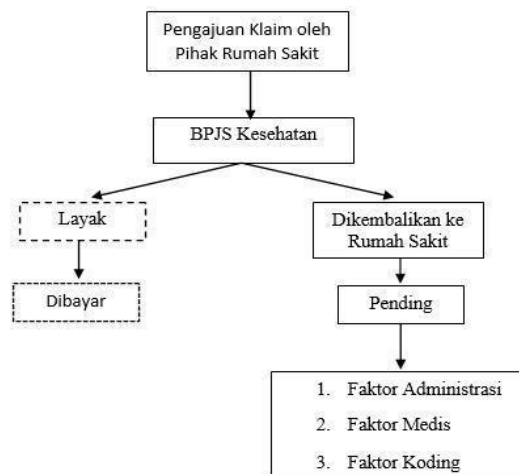 Pengajuan Klaim oleh
Pihak Rumah Sakit
BPJS Kesehatan
Layak
Dibayar
Dikembalikan ke
Rumah Sakit
Pending
1. Faktor Administrasi
2. Faktor Medis
3. Faktor Koding